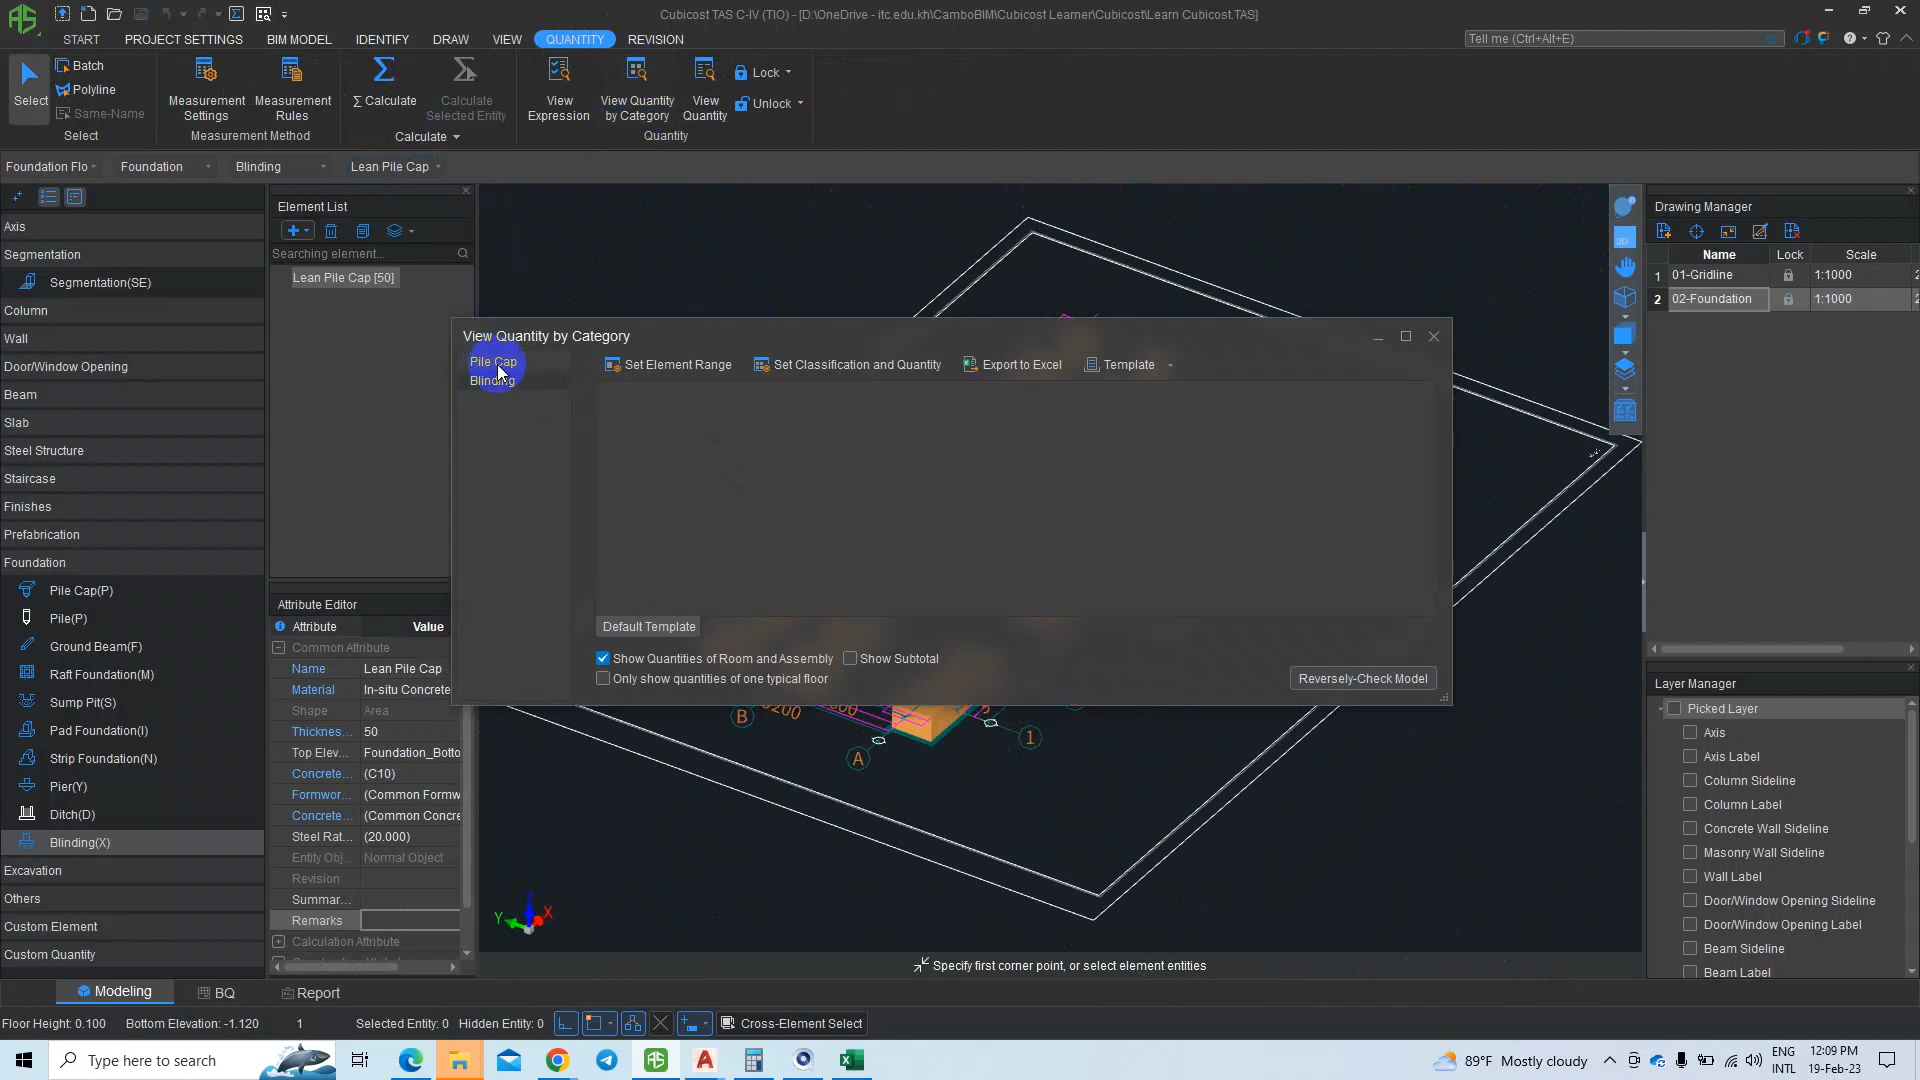 Cubicost TAS C-IV (TIO) - [D:\OneDrive - itc.edu.kh\CamboBIM\Cubicost Learner\Cubicost\Learn Cubicost.TAS]
START PROJECT SETTINGS BIM MODEL IDENTIFY DRAW VIEW QUANTITY REVISION
Tell me (Ctrl+Alt+E)
Select
Batch
Polyline
Same-Name
Select
Measurement Settings
Measurement Rules
Measurement Method
Σ Calculate
Calculate Selected Entity
Calculate
View Expression
View Quantity by Category
View Quantity
Lock
Unlock
Quantity
Foundation Flo Foundation Blinding Lean Pile Cap
Axis
Segmentation
Segmentation(SE)
Column
Wall
Door/Window Opening
Beam
Slab
Steel Structure
Staircase
Finishes
Prefabrication
Foundation
Pile Cap(P)
Pile(P)
Ground Beam(F)
Raft Foundation(M)
Sump Pit(S)
Pad Foundation(I)
Strip Foundation(N)
Pier(Y)
Ditch(D)
Blinding(X)
Excavation
Others
Custom Element
Custom Quantity
Element List
Searching element...
Lean Pile Cap [50]
Attribute Editor
Attribute Value
Common Attribute
Name Lean Pile Cap
Material In-situ Concrete
Shape Area
Thicknes... 50
Top Elev... Foundation_Botto
Concrete... (C10)
Formwor... (Common Formw
Concrete... (Common Concre
Steel Rat... (20.000)
Entity Obj... Normal Object
Revision
Summar...
Remarks
Calculation Attribute
View Quantity by Category
Pile Cap
Blinding
Set Element Range Set Classification and Quantity Export to Excel Template
Default Template
Show Quantities of Room and Assembly Show Subtotal
Only show quantities of one typical floor
Reversely-Check Model
B
A
1
Specify first corner point, or select element entities
Z
Y
X
2D
Drawing Manager
Name Lock Scale
1 01-Gridline 1:1000 2
2 02-Foundation 1:1000 2
Layer Manager
Picked Layer
Axis
Axis Label
Column Sideline
Column Label
Concrete Wall Sideline
Masonry Wall Sideline
Wall Label
Door/Window Opening Sideline
Door/Window Opening Label
Beam Sideline
Beam Label
Modeling BQ Report
Floor Height: 0.100 Bottom Elevation: -1.120 1 Selected Entity: 0 Hidden Entity: 0 Cross-Element Select
Type here to search
89°F Mostly cloudy
ENG
INTL
12:09 PM
19-Feb-23